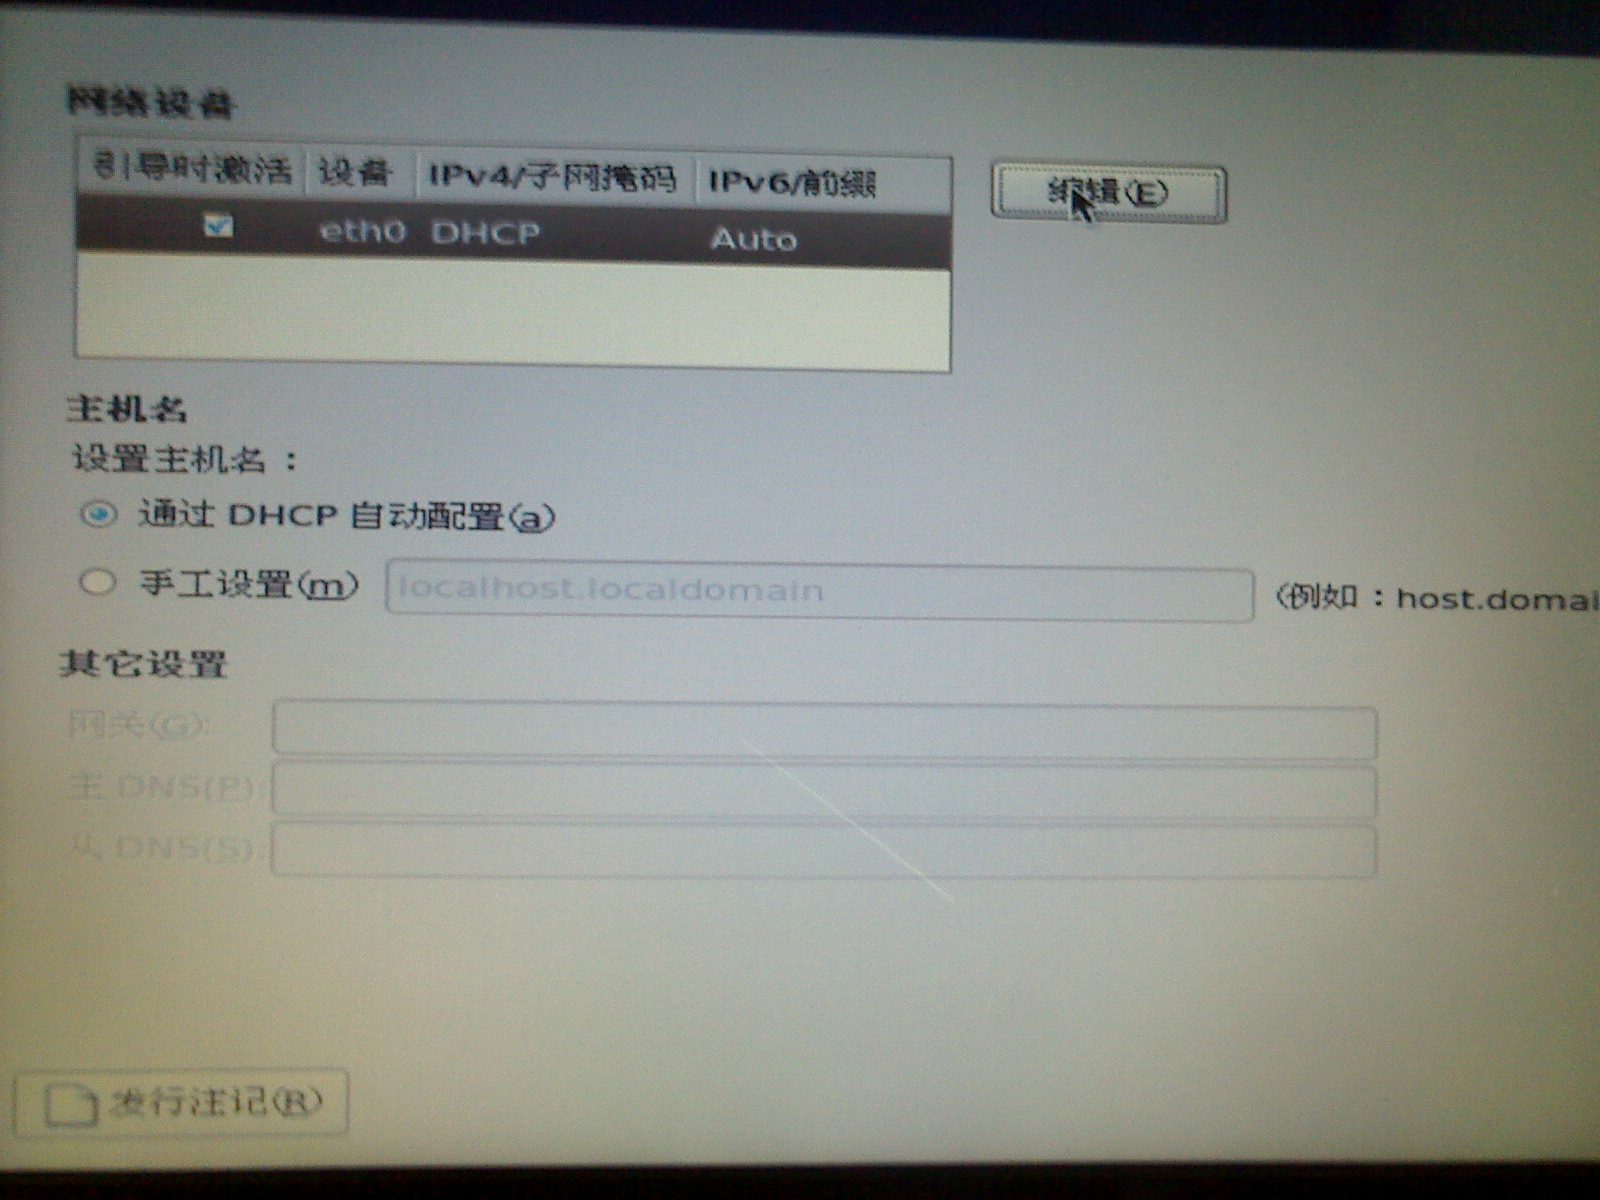 网络设备
引导时激活 设备 IPv4/子网掩码 IPv6/前缀
编辑(E)
eth0 DHCP Auto
主机名
设置主机名：
通过 DHCP 自动配置(a)
手工设置(m) localhost.localdomain (例如：host.domai
其它设置
网关(G):
主 DNS(P):
从 DNS(S):
发行注记(R)